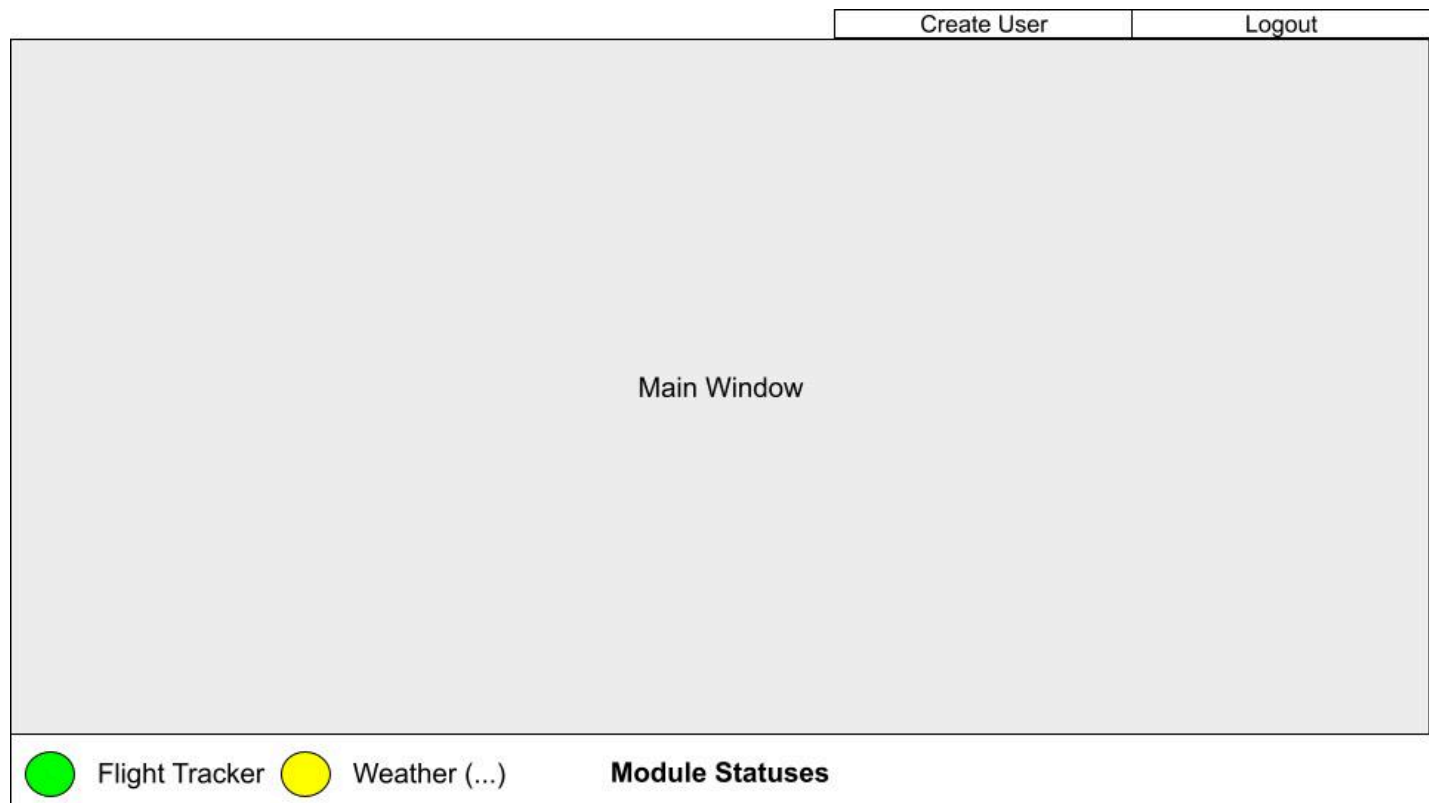 Create User Logout
Main Window
Flight Tracker Weather (...) Module Statuses